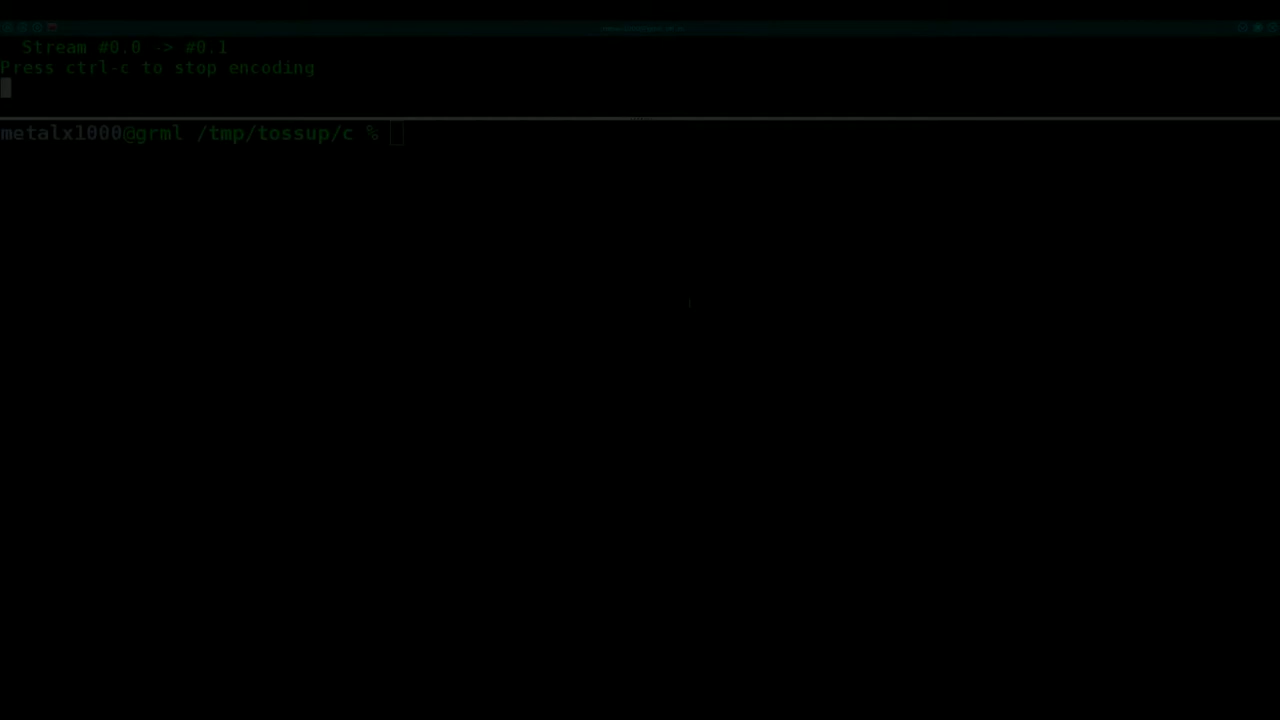 Stream #0.0 -> #0.1
Press ctrl-c to stop encoding
metalx1000@grml /tmp/tossup/c %